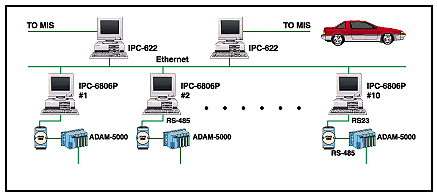 TO MIS
TO MIS
IPC-622
IPC-622
Ethernet
IPC-6806P
#1
IPC-6806P
#2
IPC-6806P
#10
RS-485
RS23
ADAM-5000
ADAM-5000
ADAM-5000
RS-485